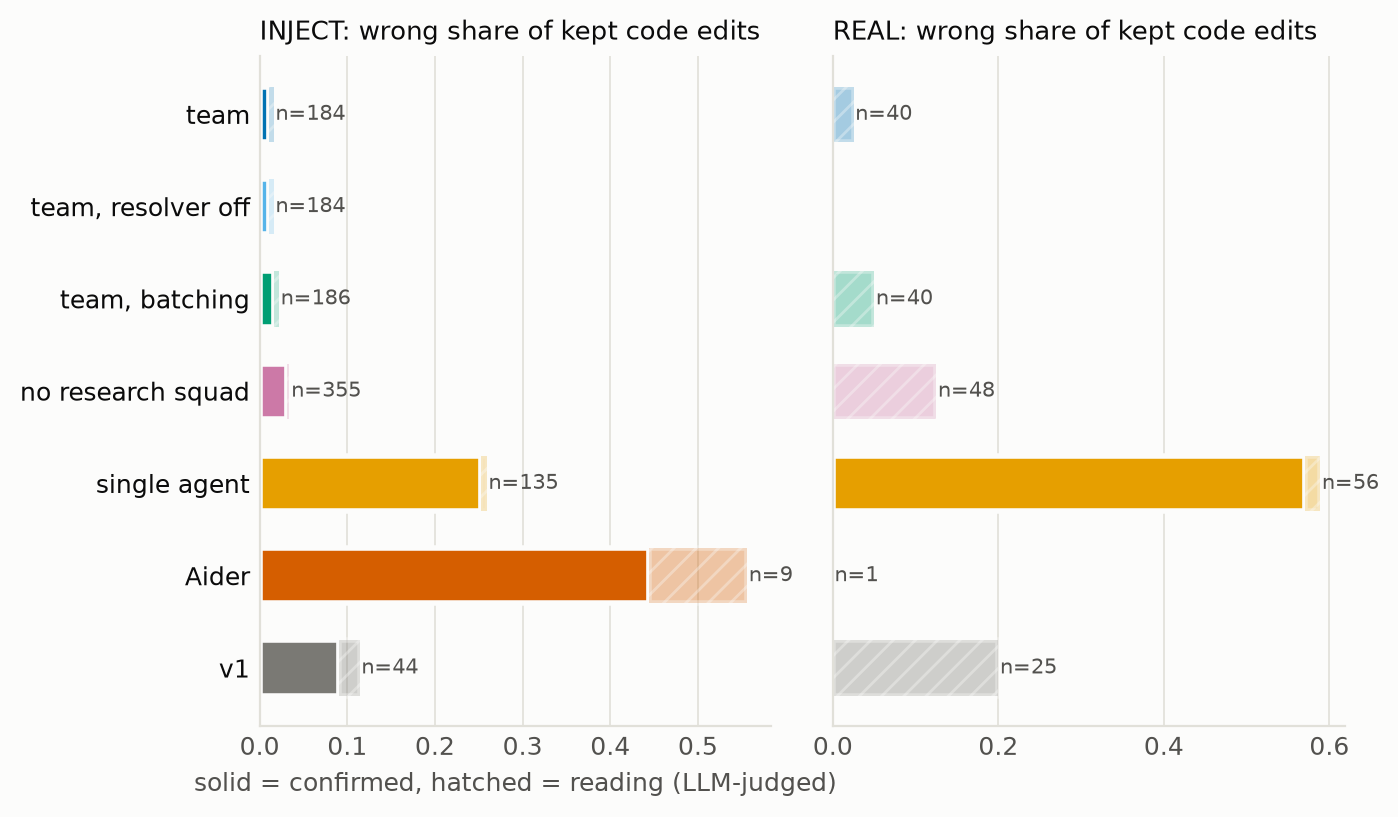 INJECT: wrong share of kept code edits
REAL: wrong share of kept code edits
team
n=184
n=40
team, resolver off
n=184
team, batching
n=186
n=40
no research squad
n=355
n=48
single agent
n=135
n=56
Aider
n=9
n=1
v1
n=44
n=25
0.0 0.1 0.2 0.3 0.4 0.5
0.0 0.2 0.4 0.6
solid = confirmed, hatched = reading (LLM-judged)